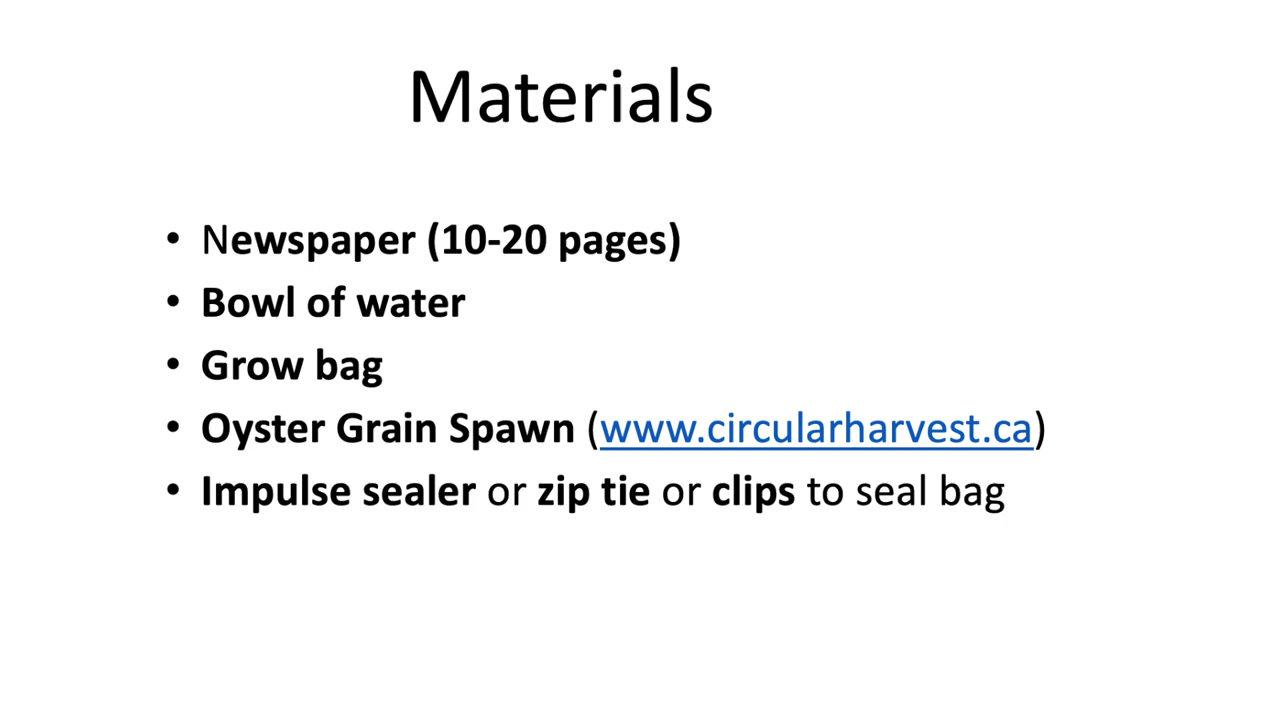 Materials
• Newspaper (10-20 pages)
• Bowl of water
• Grow bag
• Oyster Grain Spawn (www.circularharvest.ca)
• Impulse sealer or zip tie or clips to seal bag